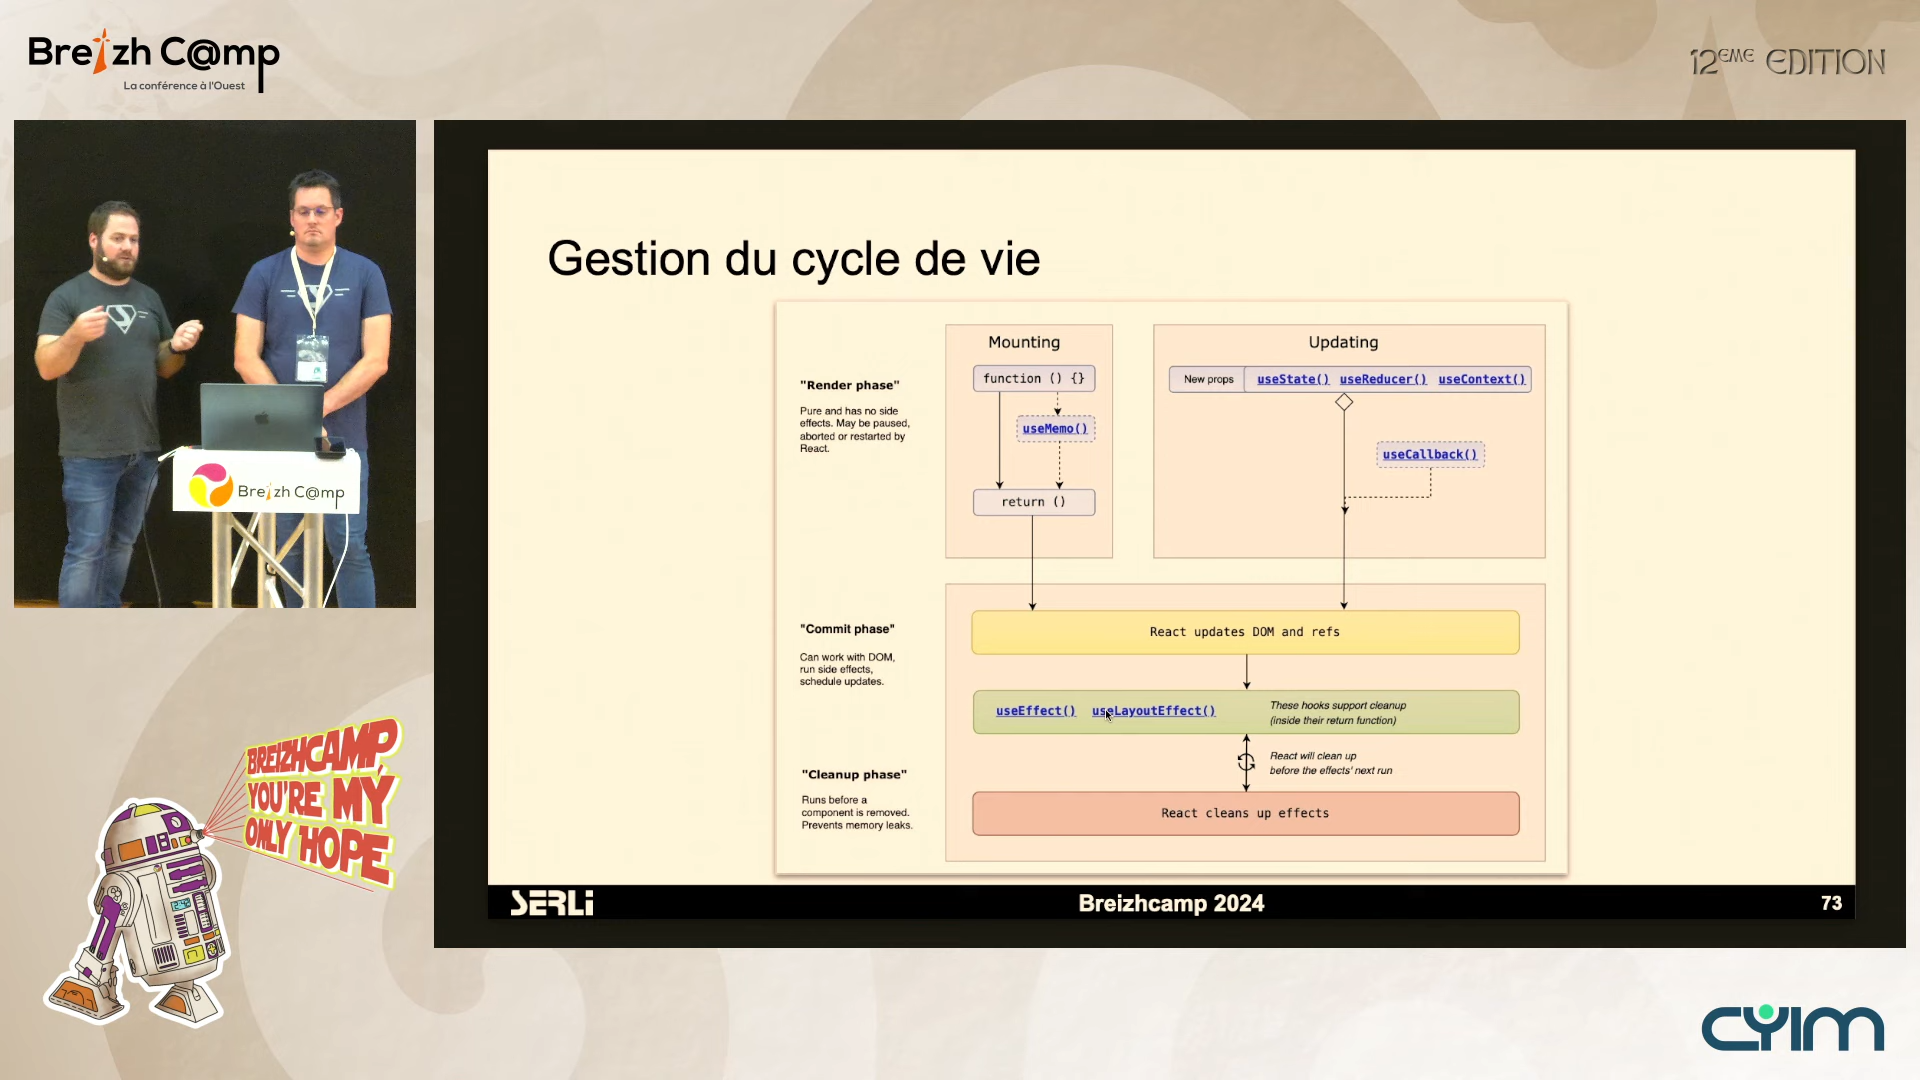 Breizh C@mp
La conférence à l'Ouest
12ÈME EDITION
Breizh C@mp
BREIZHCAMP,
YOU'RE MY
ONLY HOPE
Gestion du cycle de vie
Mounting
Updating
"Render phase"
Pure and has no side
effects. May be paused,
aborted or restarted by
React.
function () {}
useMemo()
return ()
New props
useState() useReducer() useContext()
useCallback()
"Commit phase"
Can work with DOM,
run side effects,
schedule updates.
React updates DOM and refs
useEffect() useLayoutEffect()
These hooks support cleanup
(inside their return function)
React will clean up
before the effects' next run
"Cleanup phase"
Runs before a
component is removed.
Prevents memory leaks.
React cleans up effects
SERLI
Breizhcamp 2024
73
CYIM